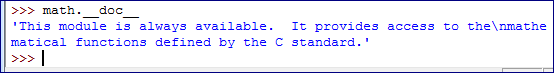 >>> math.__doc__
'This module is always available.  It provides access to the\nmathe
matical functions defined by the C standard.'
>>>